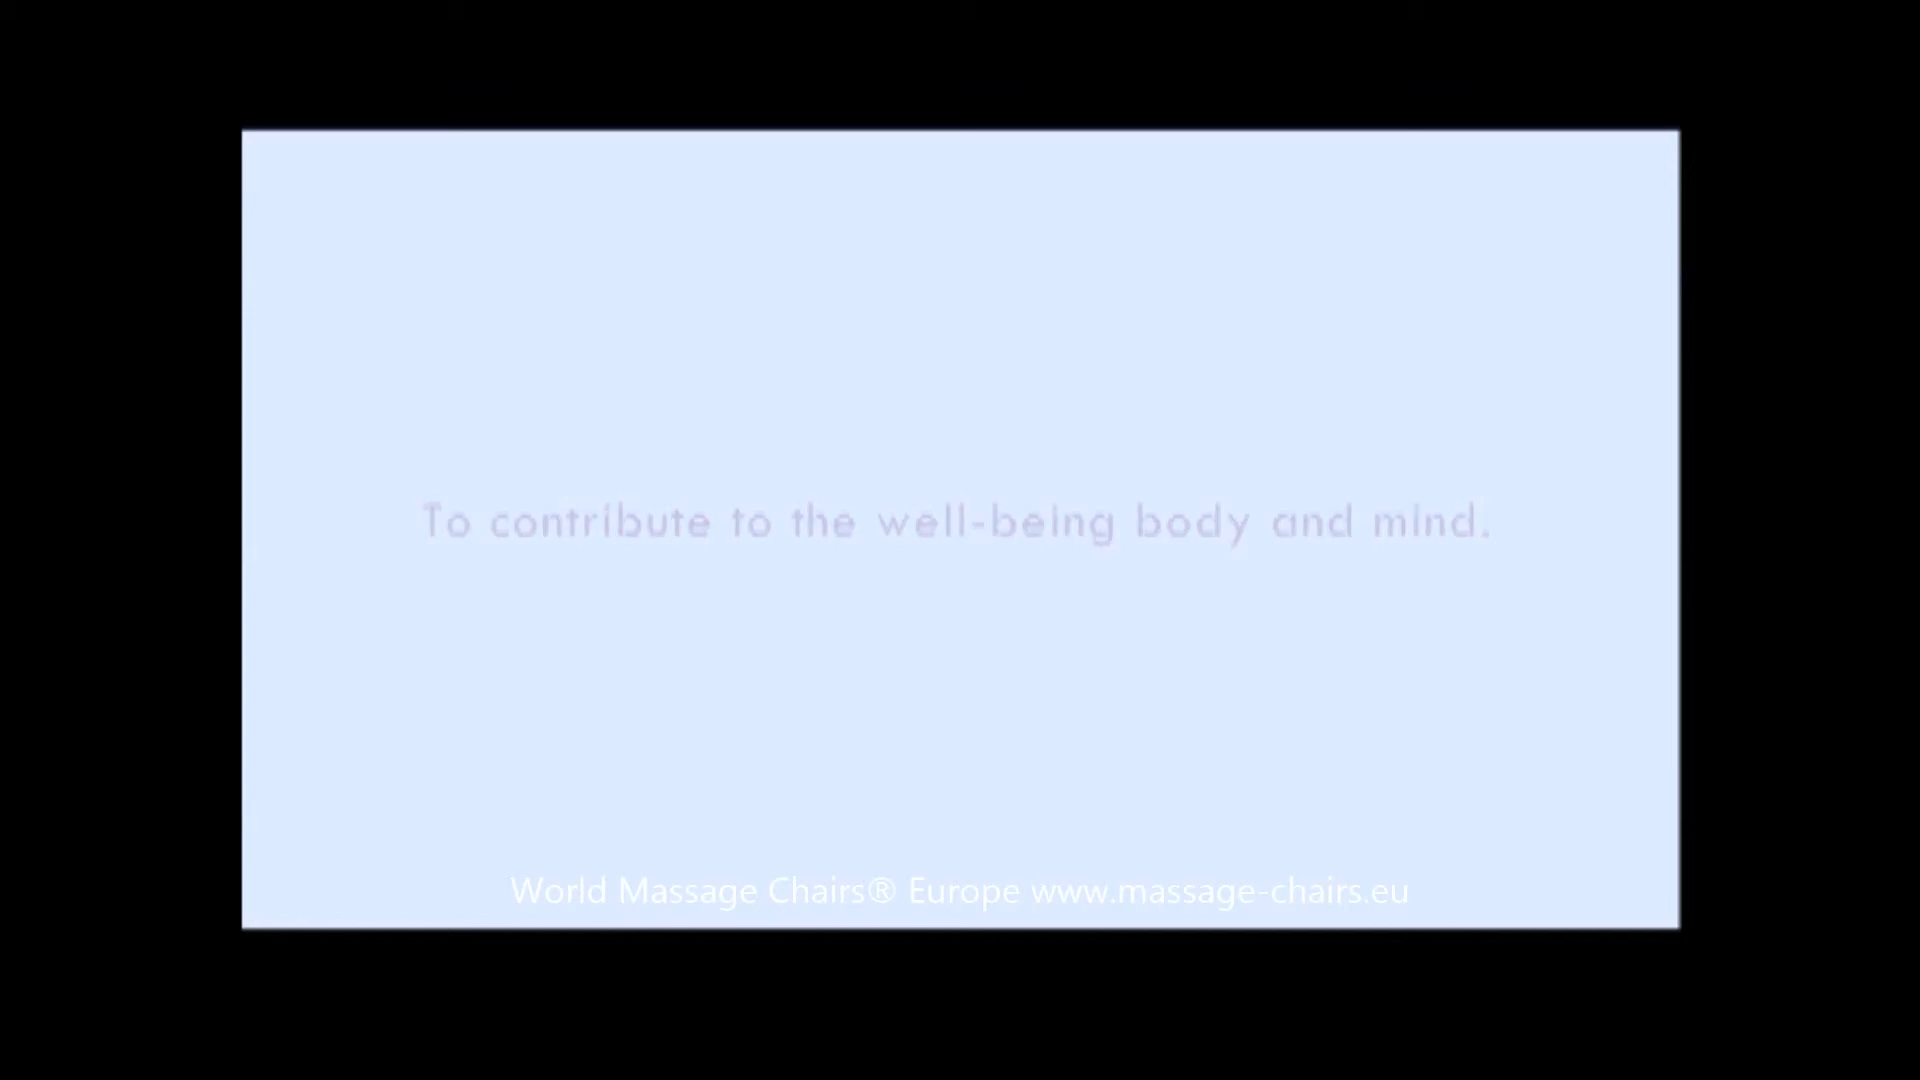 To contribute to the well-being body and mind.
World Massage Chairs® Europe www.massage-chairs.eu